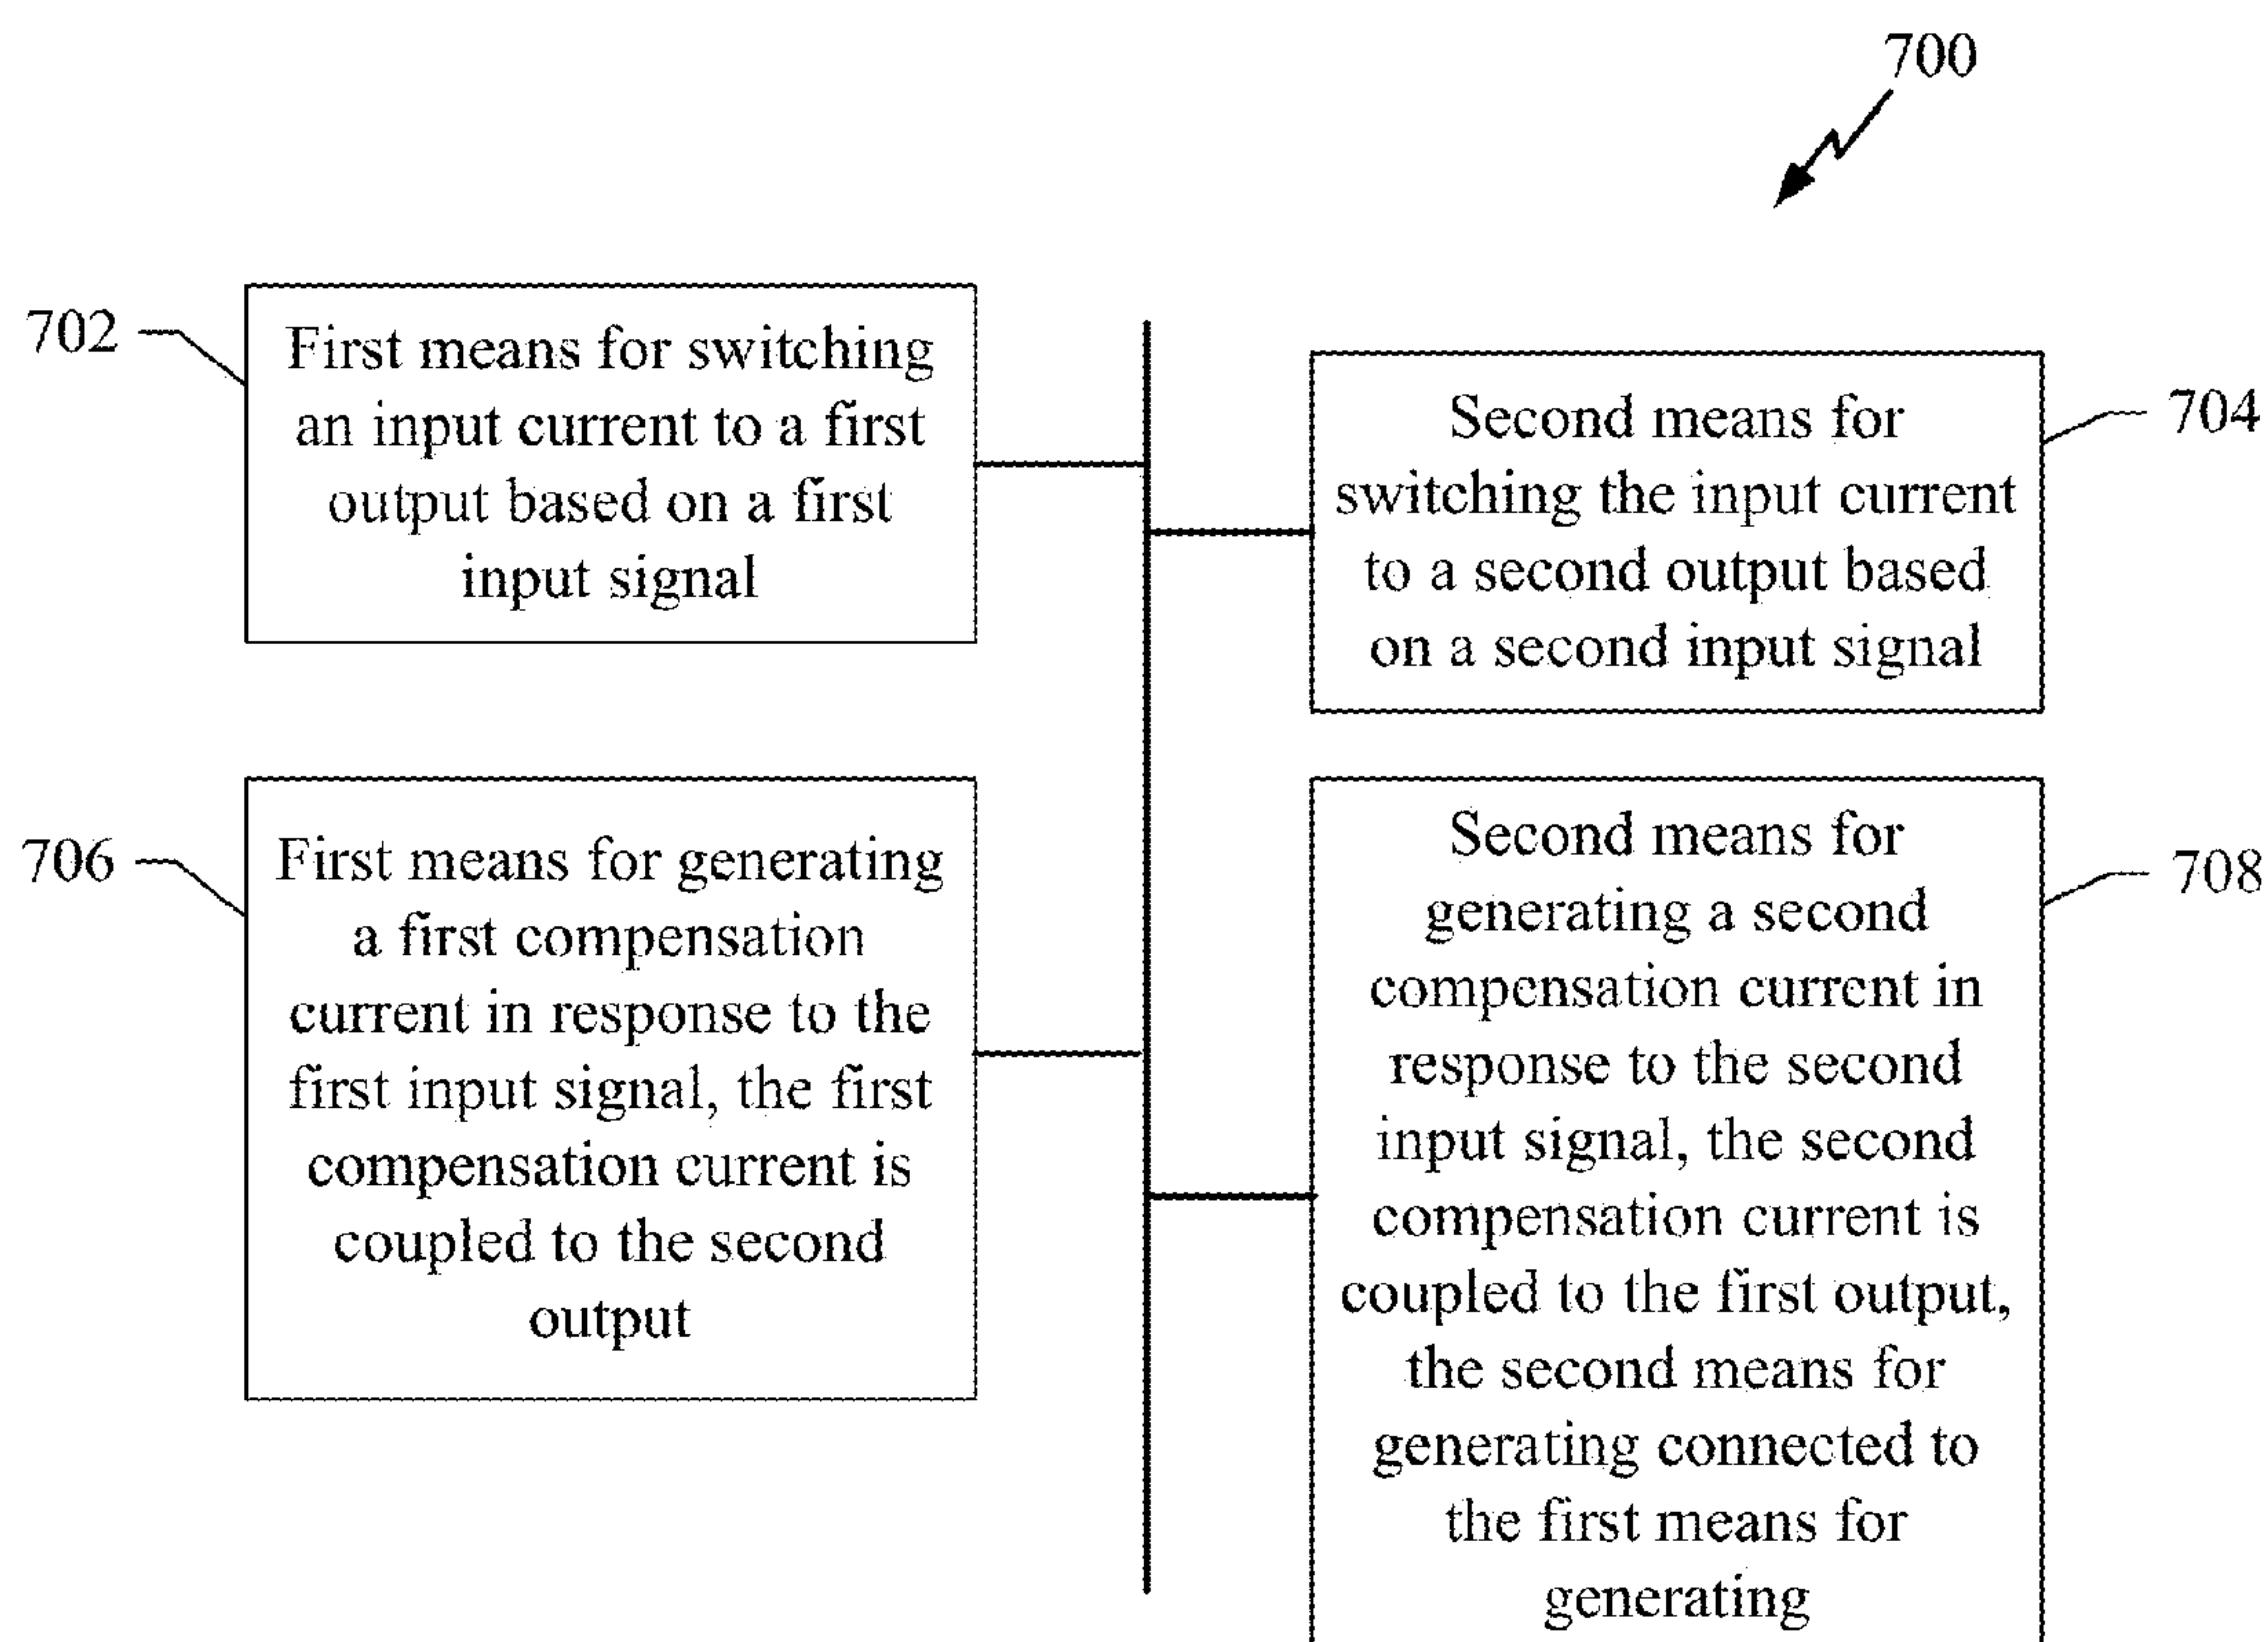 700
702
First means for switching
an input current to a first
output based on a first
input signal
704
Second means for
switching the input current
to a second output based
on a second input signal
706
First means for generating
a first compensation
current in response to the
first input signal, the first
compensation current is
coupled to the second
output
708
Second means for
generating a second
compensation current in
response to the second
input signal, the second
compensation current is
coupled to the first output,
the second means for
generating connected to
the first means for
generating